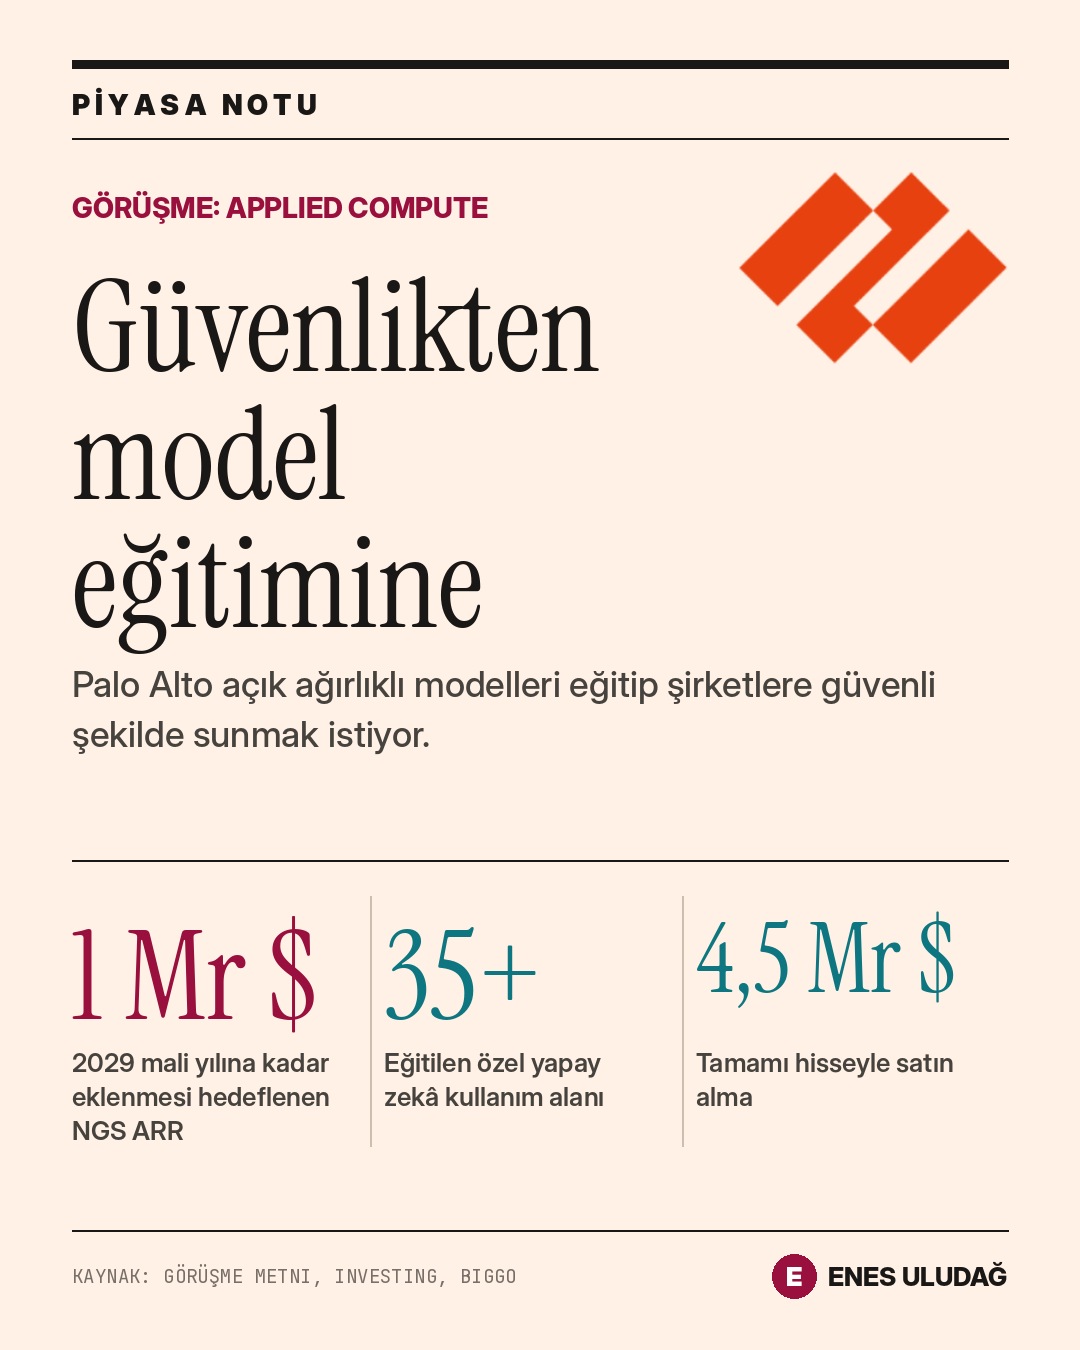 PİYASA NOTU
GÖRÜŞME: APPLIED COMPUTE
Güvenlikten
model
eğitimine
Palo Alto açık ağırlıklı modelleri eğitip şirketlere güvenli
şekilde sunmak istiyor.
1 Mr $
2029 mali yılına kadar
eklenmesi hedeflenen
NGS ARR
35+
Eğitilen özel yapay
zekâ kullanım alanı
4,5 Mr $
Tamamı hisseyle satın
alma
KAYNAK: GÖRÜŞME METNI, INVESTING, BIGGO
E ENES ULUDAĞ